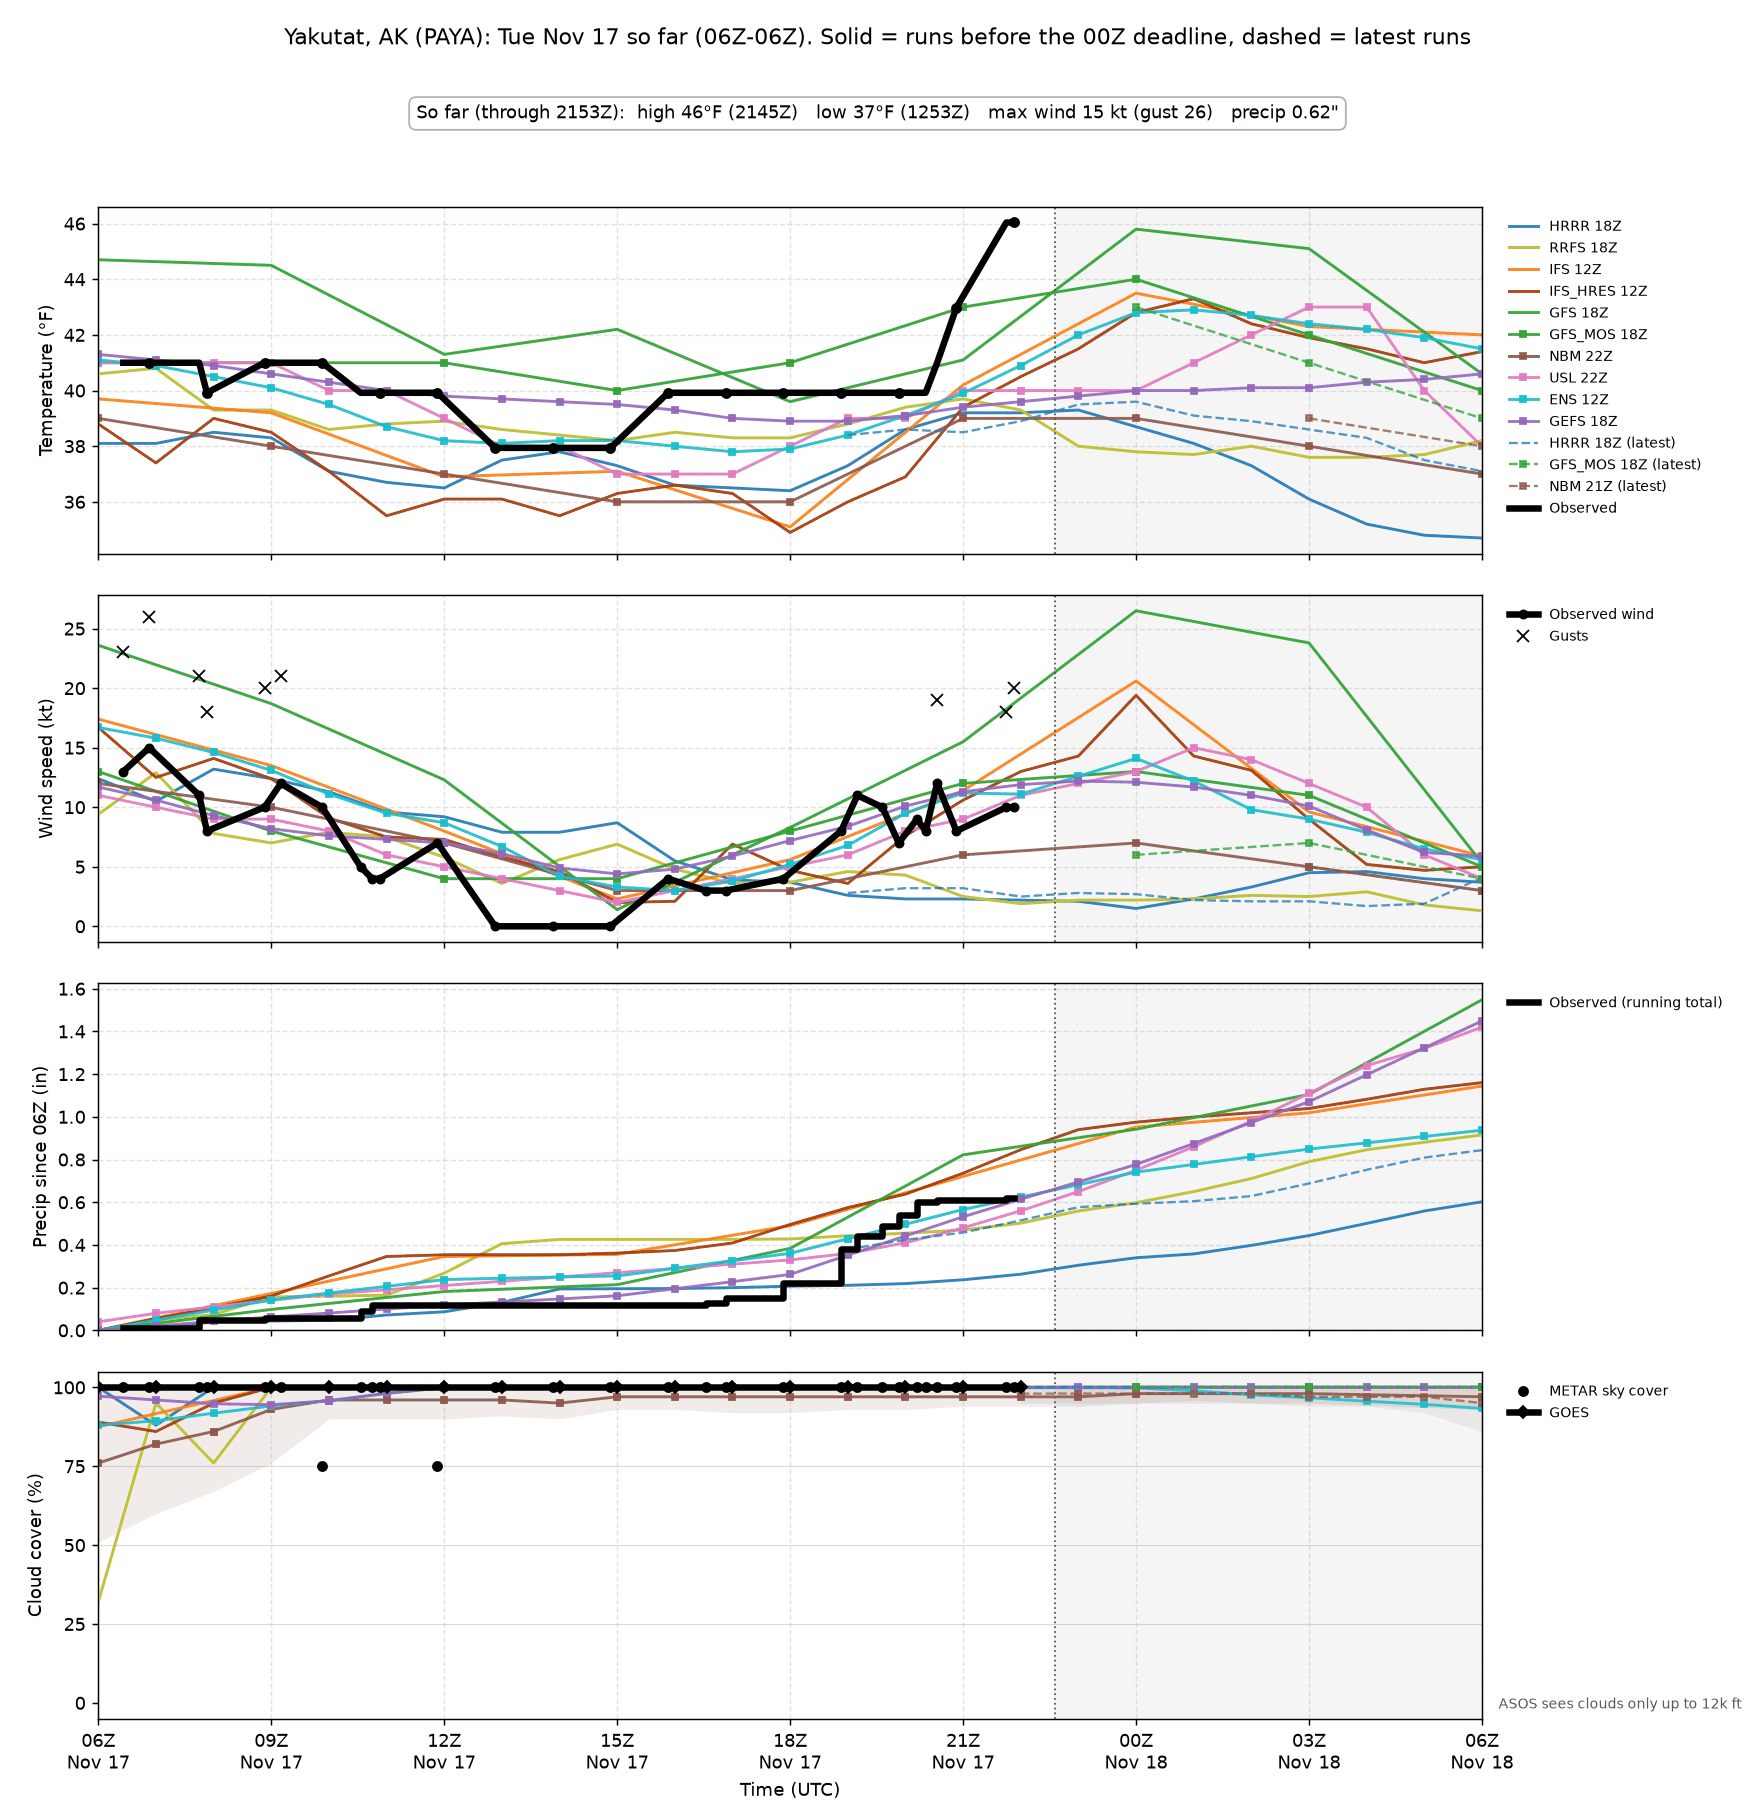 Yakutat, AK (PAYA): Tue Nov 17 so far (06Z-06Z). Solid = runs before the 00Z deadline, dashed = latest runs
So far (through 2153Z):  high 46°F (2145Z)   low 37°F (1253Z)   max wind 15 kt (gust 26)   precip 0.62"
Temperature (°F)
46
44
42
40
38
36
HRRR 18Z
RRFS 18Z
IFS 12Z
IFS_HRES 12Z
GFS 18Z
GFS_MOS 18Z
NBM 22Z
USL 22Z
ENS 12Z
GEFS 18Z
HRRR 18Z (latest)
GFS_MOS 18Z (latest)
NBM 21Z (latest)
Observed
Wind speed (kt)
25
20
15
10
5
0
Observed wind
Gusts
Precip since 06Z (in)
1.6
1.4
1.2
1.0
0.8
0.6
0.4
0.2
0.0
Observed (running total)
Cloud cover (%)
100
75
50
25
0
METAR sky cover
GOES
ASOS sees clouds only up to 12k ft
06Z 09Z 12Z 15Z 18Z 21Z 00Z 03Z 06Z
Nov 17 Nov 17 Nov 17 Nov 17 Nov 17 Nov 17 Nov 18 Nov 18 Nov 18
Time (UTC)